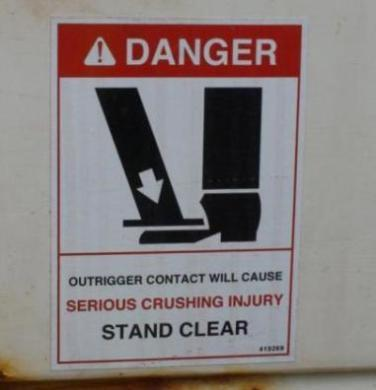 DANGER
OUTRIGGER CONTACT WILL CAUSE
SERIOUS CRUSHING INJURY
STAND CLEAR